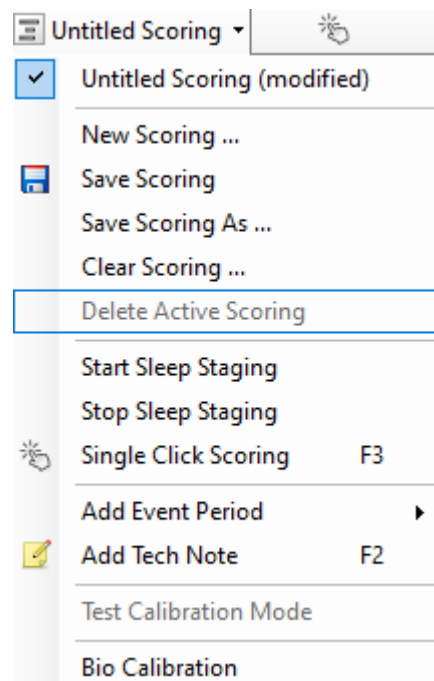 Untitled Scoring
Untitled Scoring (modified)
New Scoring ...
Save Scoring
Save Scoring As ...
Clear Scoring ...
Delete Active Scoring
Start Sleep Staging
Stop Sleep Staging
Single Click Scoring F3
Add Event Period
Add Tech Note F2
Test Calibration Mode
Bio Calibration